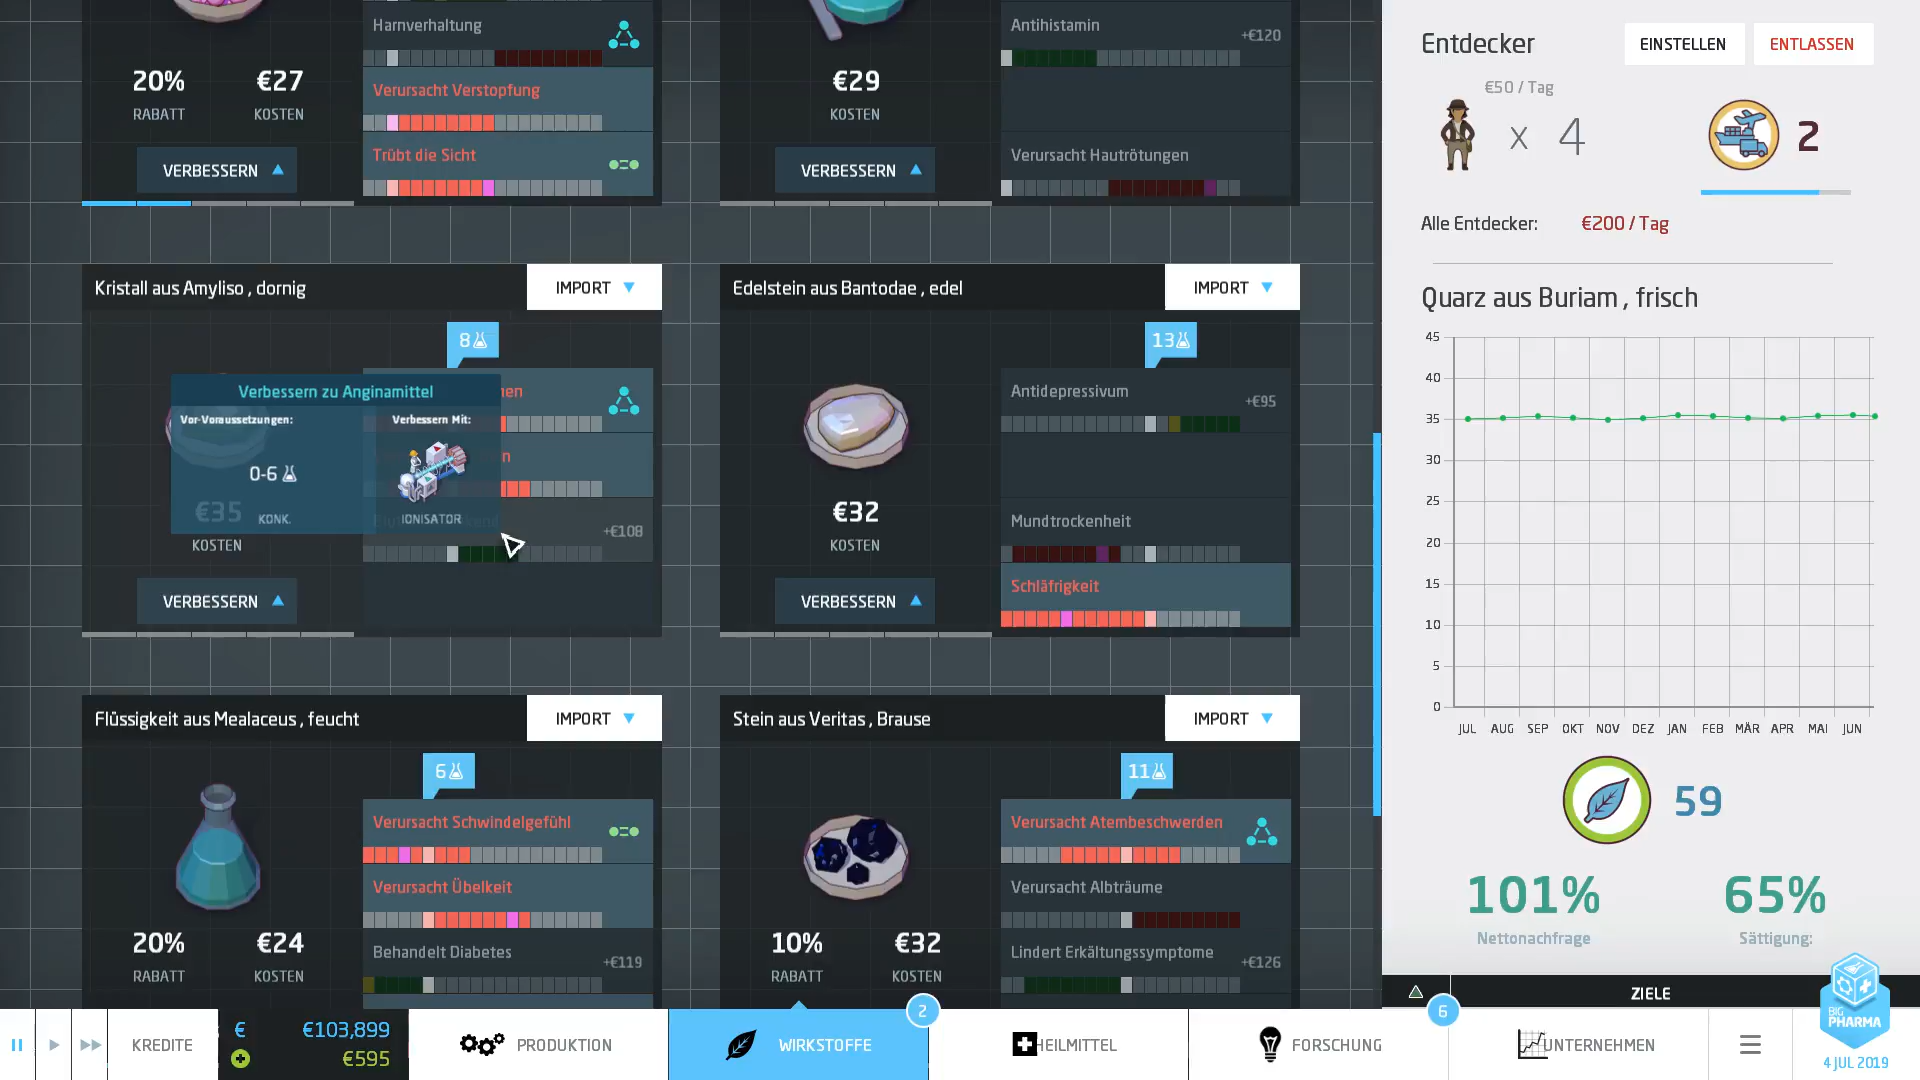 Harnverhaltung
20%
€27
RABATT
KOSTEN
Verursacht Verstopfung
Trübt die Sicht
VERBESSERN
€29
KOSTEN
Antihistamin
+€120
Verursacht Hautrötungen
VERBESSERN
Kristall aus Amyliso , dornig
IMPORT
8
Verbessern zu Anginamittel
Vor-Voraussetzungen:
Verbessern Mit:
0-6
€35
KONK.
IONISATOR
+€108
KOSTEN
VERBESSERN
Edelstein aus Bantodae , edel
IMPORT
13
Antidepressivum
+€95
€32
KOSTEN
Mundtrockenheit
Schläfrigkeit
VERBESSERN
Flüssigkeit aus Mealaceus , feucht
IMPORT
6
Verursacht Schwindelgefühl
Verursacht Übelkeit
20%
€24
RABATT
KOSTEN
Behandelt Diabetes
+€119
Stein aus Veritas , Brause
IMPORT
11
Verursacht Atembeschwerden
Verursacht Albträume
10%
€32
RABATT
KOSTEN
Lindert Erkältungssymptome
+€126
Entdecker
EINSTELLEN
ENTLASSEN
€50 / Tag
x 4
2
Alle Entdecker:
€200 / Tag
Quarz aus Buriam , frisch
45
40
35
30
25
20
15
10
5
0
JUL AUG SEP OKT NOV DEZ JAN FEB MÄR APR MAI JUN
59
101%
65%
Nettonachfrage
Sättigung:
ZIELE
6
2
KREDITE
€ €103,899
€595
PRODUKTION
WIRKSTOFFE
HEILMITTEL
FORSCHUNG
UNTERNEHMEN
BIG
PHARMA
4 JUL 2019